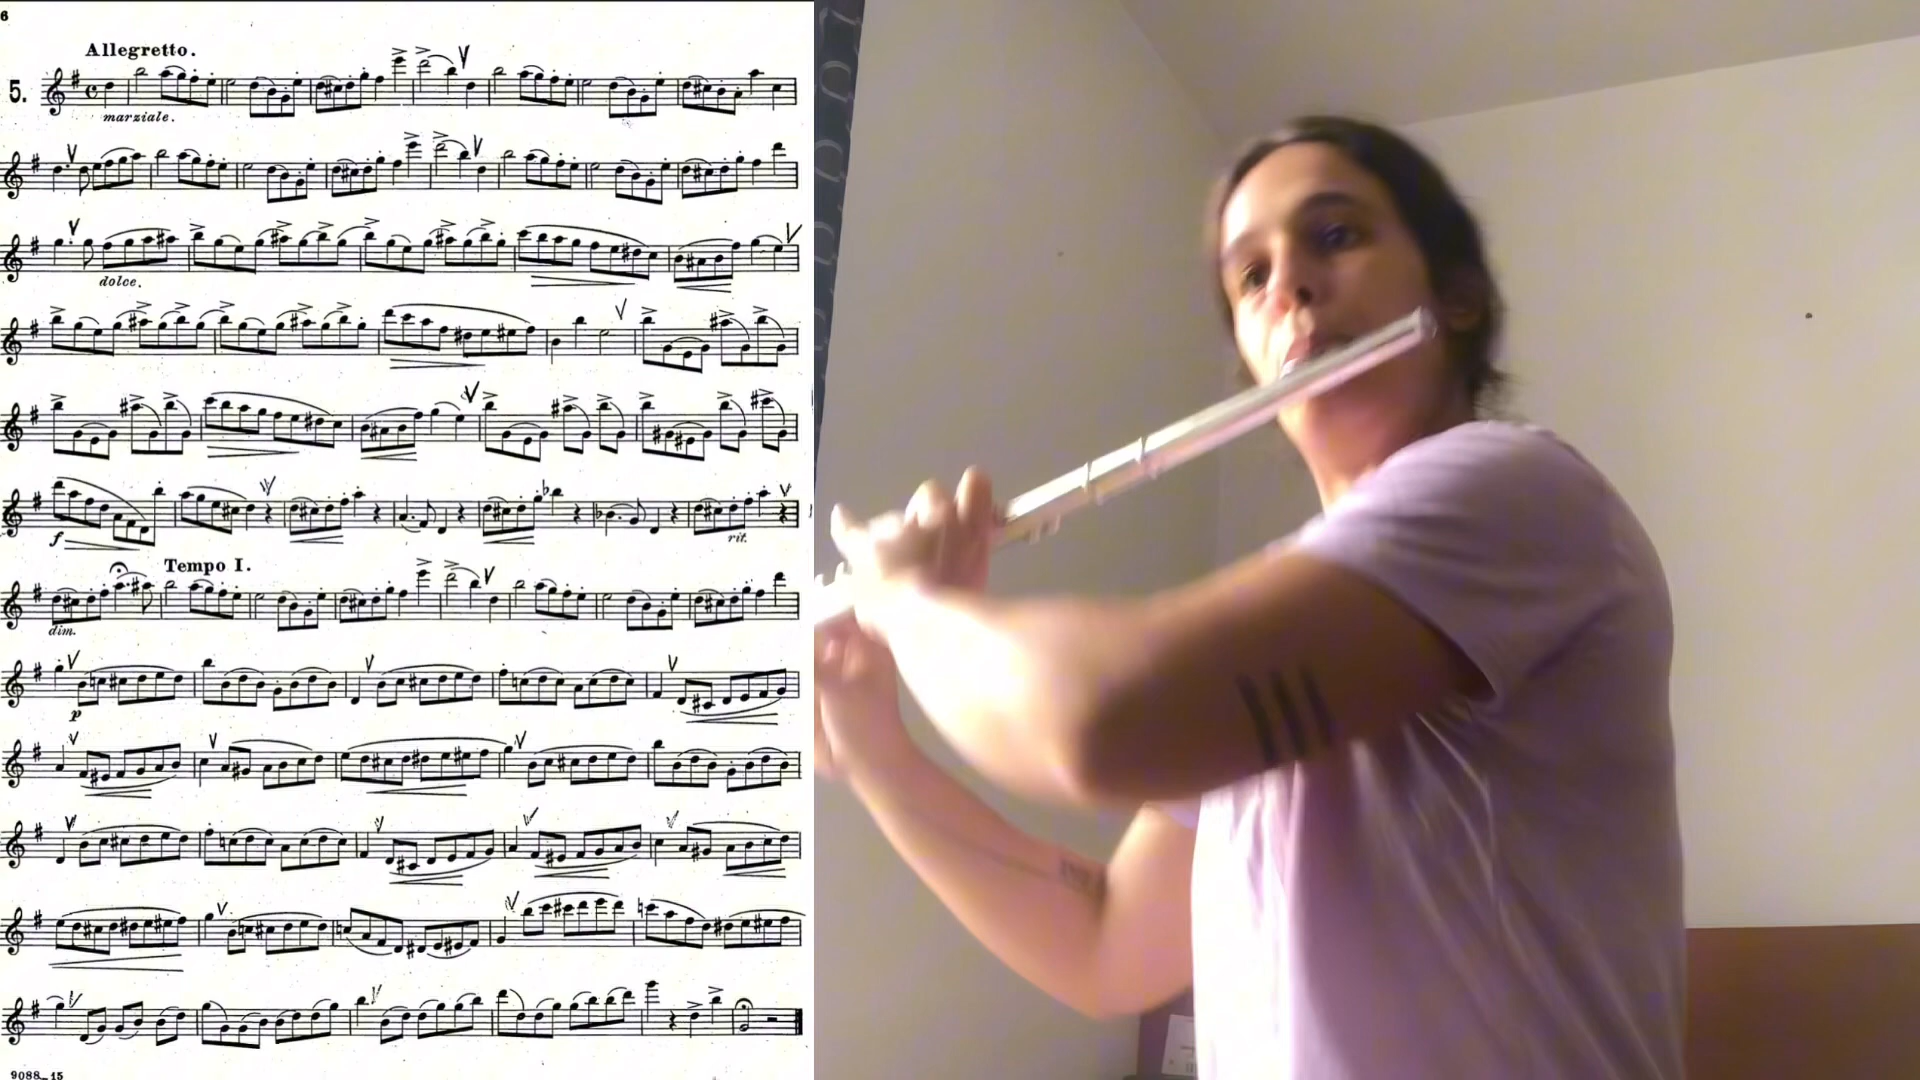 6
Allegretto.
5.
marziale.
dolce.
f
rit.
Tempo I.
dim.
p
9088_15